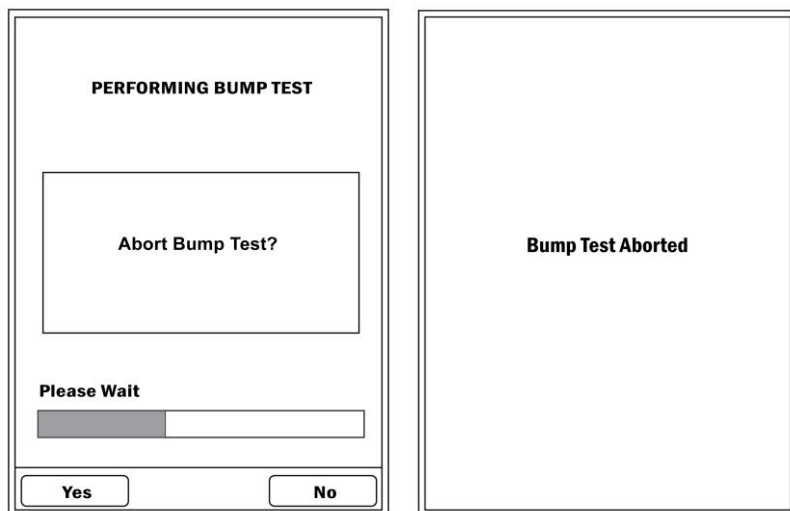 PERFORMING BUMP TEST
Abort Bump Test?
Please Wait
Yes No
Bump Test Aborted